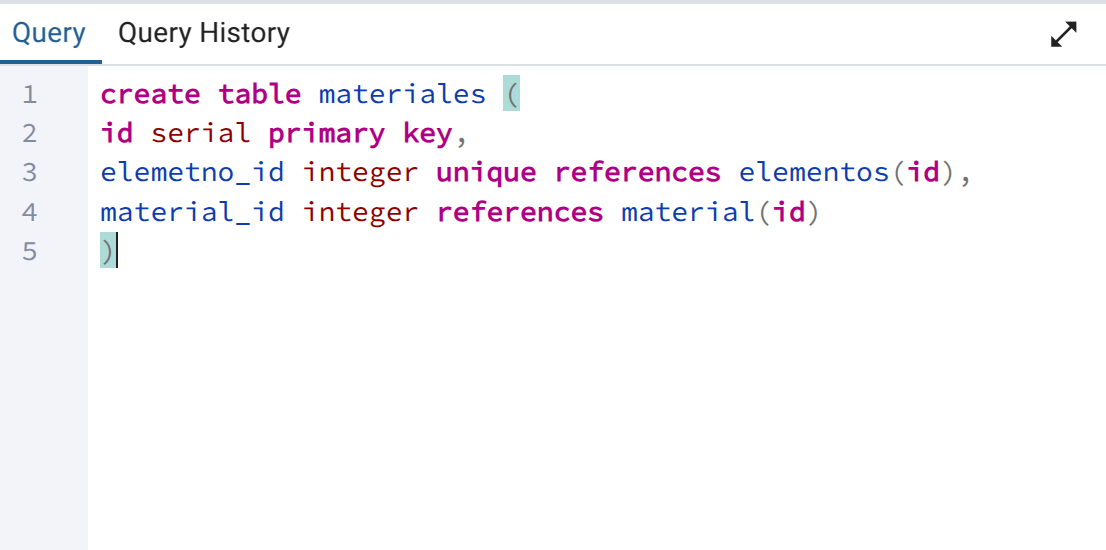 Query Query History
1 create table materiales (
2 id serial primary key,
3 elemetno_id integer unique references elementos(id),
4 material_id integer references material(id)
5 )